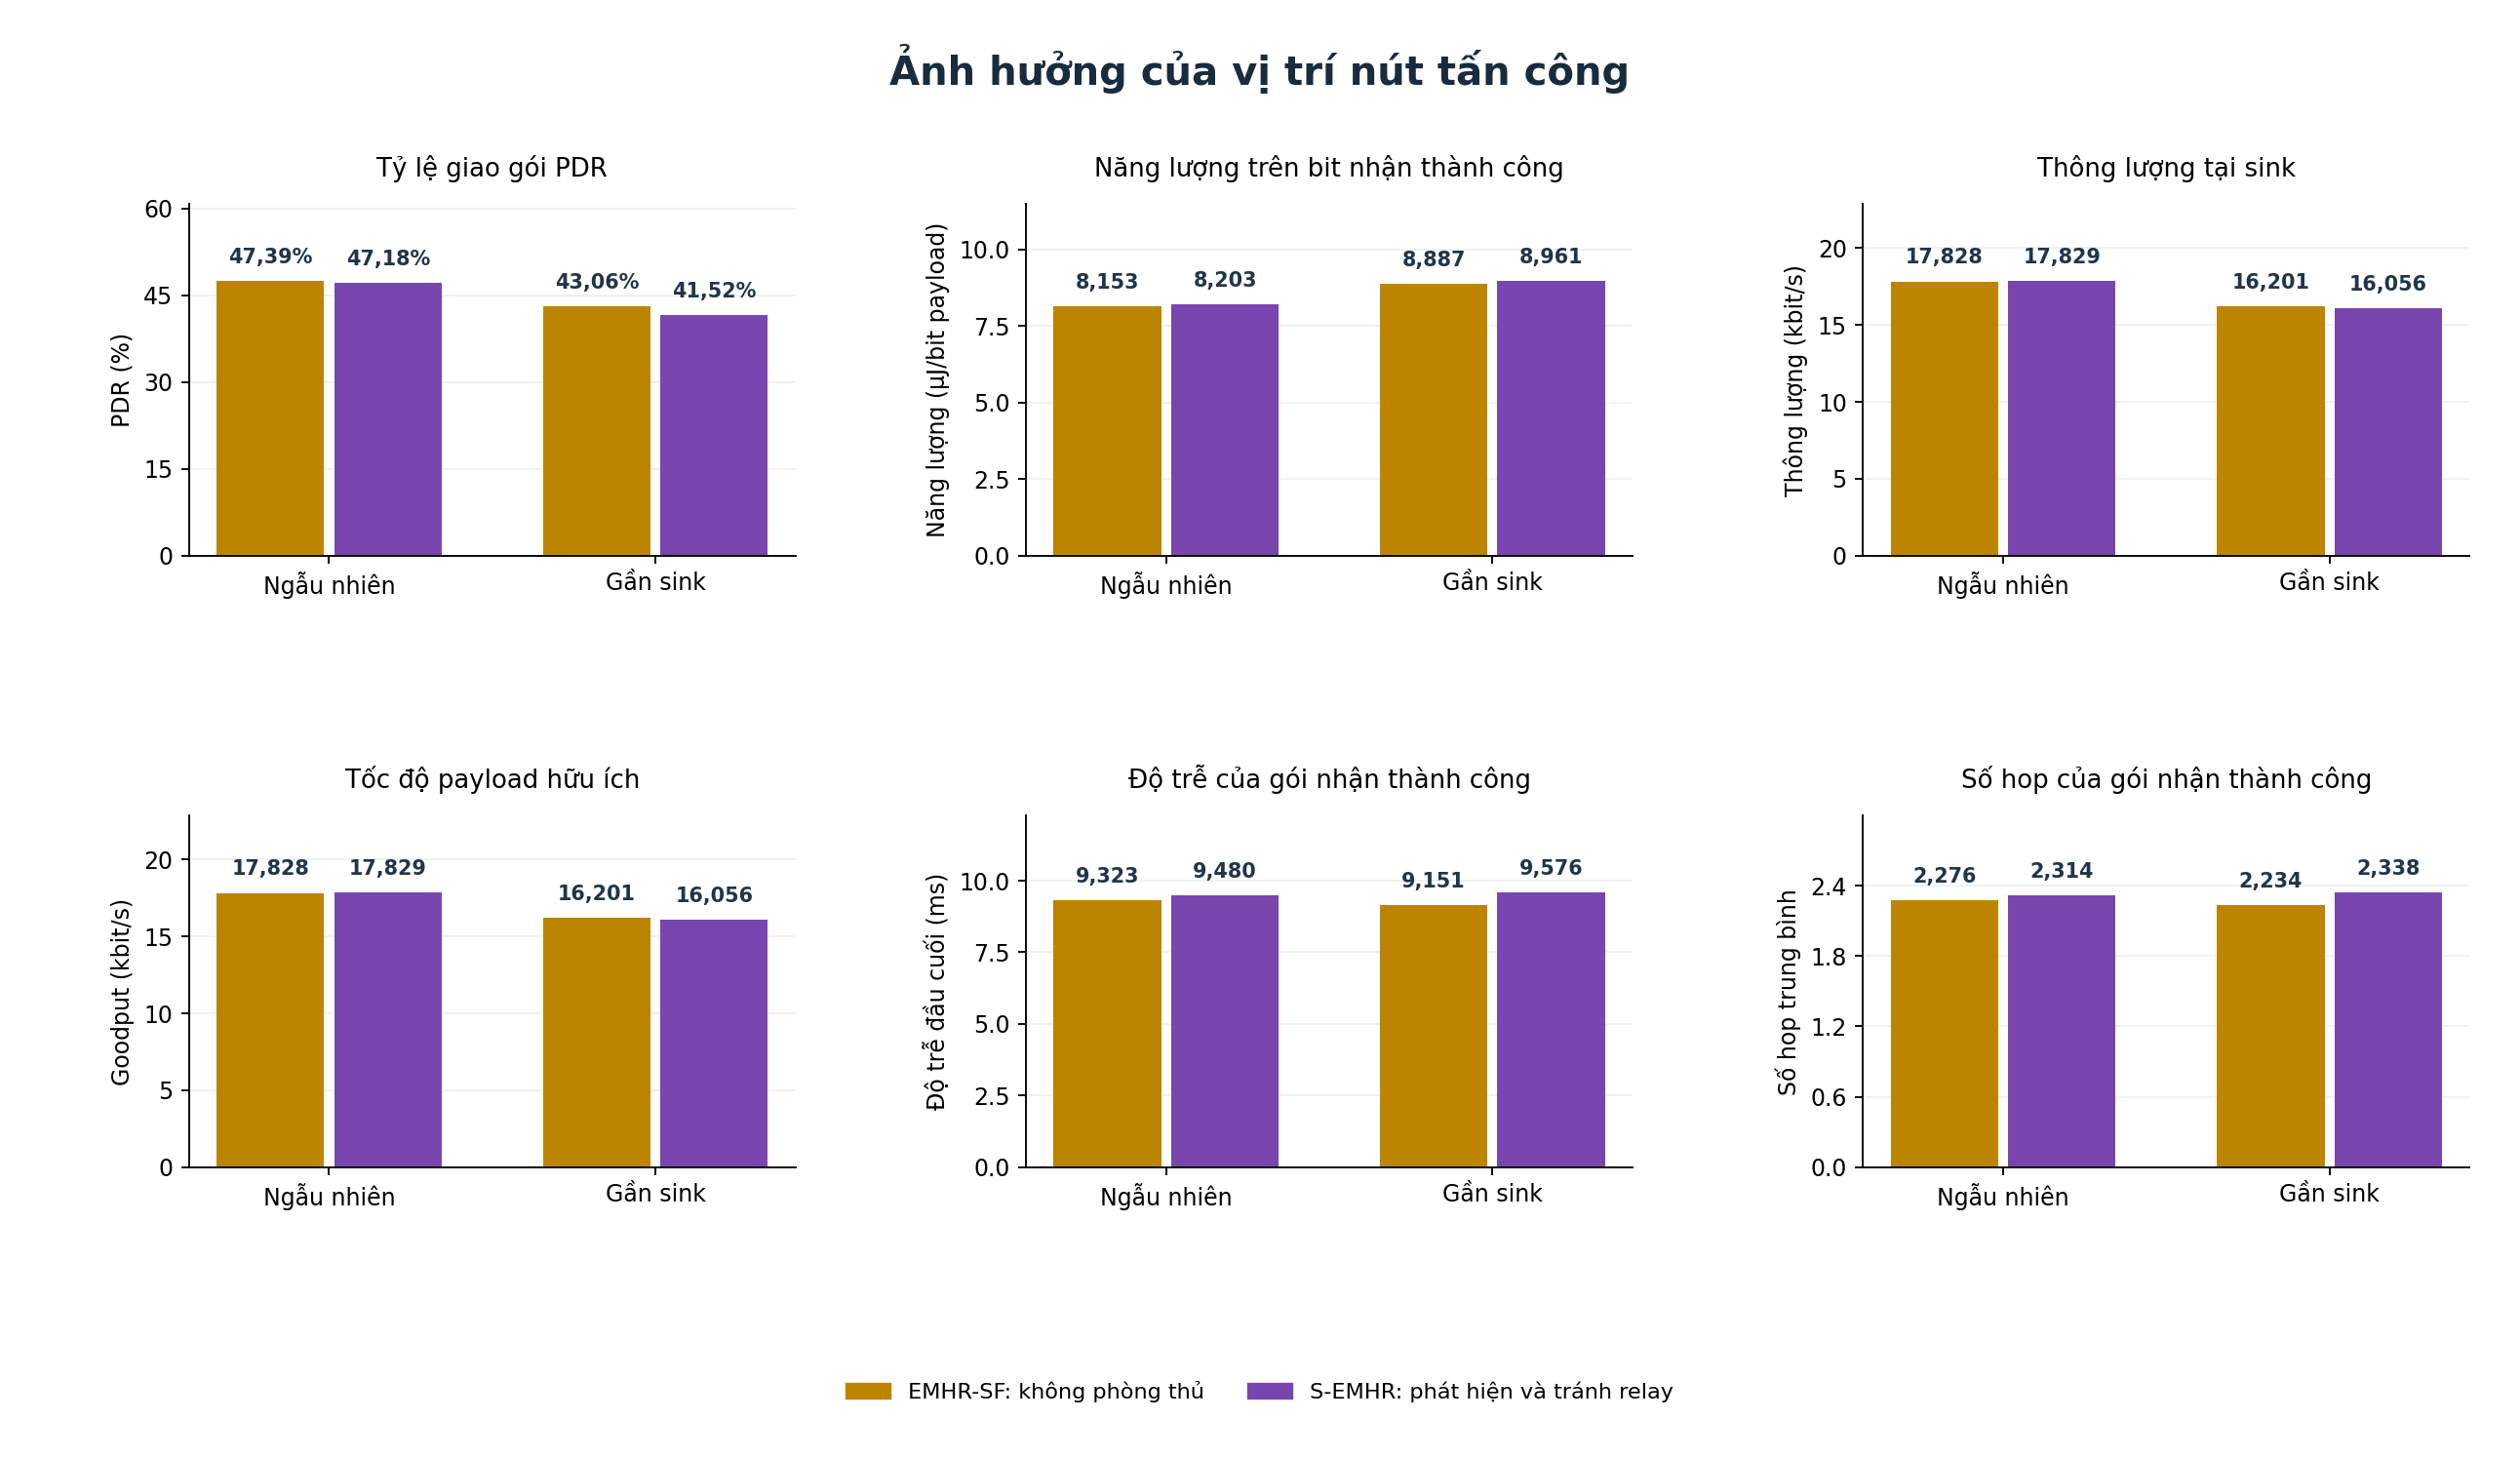 Ảnh hưởng của vị trí nút tấn công
Tỷ lệ giao gói PDR
PDR (%)
60
45
30
15
0
47,39%
47,18%
43,06%
41,52%
Ngẫu nhiên
Gần sink
Năng lượng trên bit nhận thành công
Năng lượng (µJ/bit payload)
10.0
7.5
5.0
2.5
0.0
8,153
8,203
8,887
8,961
Ngẫu nhiên
Gần sink
Thông lượng tại sink
Thông lượng (kbit/s)
20
15
10
5
0
17,828
17,829
16,201
16,056
Ngẫu nhiên
Gần sink
Tốc độ payload hữu ích
Goodput (kbit/s)
20
15
10
5
0
17,828
17,829
16,201
16,056
Ngẫu nhiên
Gần sink
Độ trễ của gói nhận thành công
Độ trễ đầu cuối (ms)
10.0
7.5
5.0
2.5
0.0
9,323
9,480
9,151
9,576
Ngẫu nhiên
Gần sink
Số hop của gói nhận thành công
Số hop trung bình
2.4
1.8
1.2
0.6
0.0
2,276
2,314
2,234
2,338
Ngẫu nhiên
Gần sink
EMHR-SF: không phòng thủ
S-EMHR: phát hiện và tránh relay